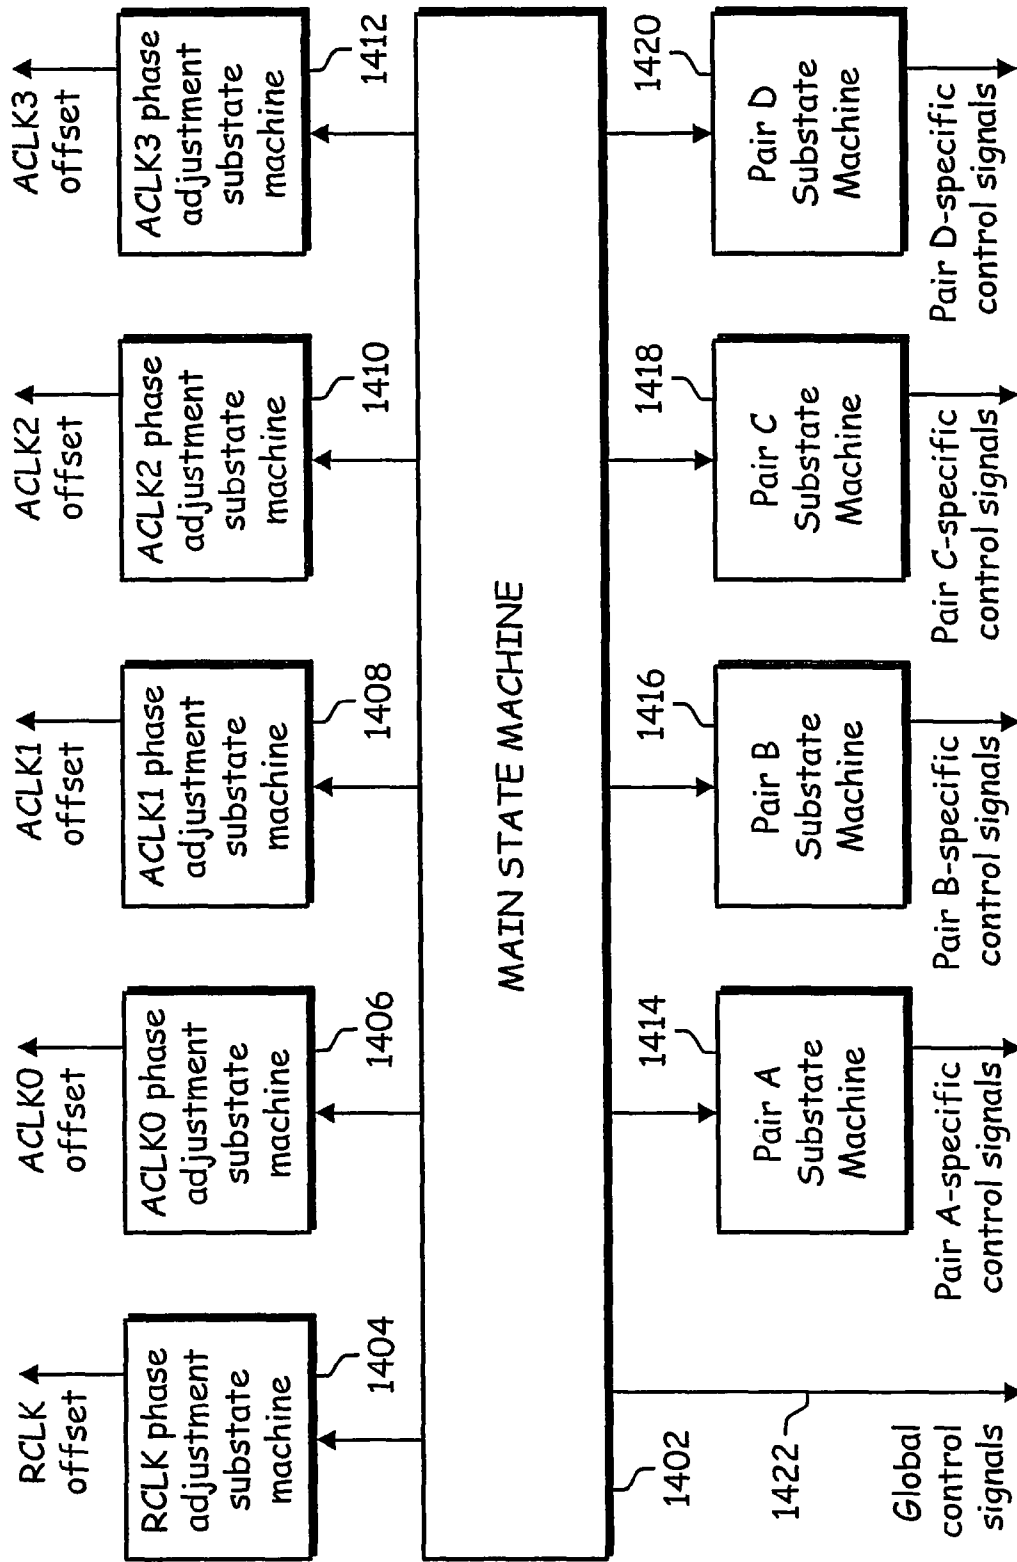 RCLK
offset
ACLK0
offset
ACLK1
offset
ACLK2
offset
ACLK3
offset
RCLK phase
adjustment
substate
machine
ACLK0 phase
adjustment
substate
machine
ACLK1 phase
adjustment
substate
machine
ACLK2 phase
adjustment
substate
machine
ACLK3 phase
adjustment
substate
machine
1404
1406
1408
1410
1412
MAIN STATE MACHINE
1402
1414
1416
1418
1420
Pair A
Substate
Machine
Pair B
Substate
Machine
Pair C
Substate
Machine
Pair D
Substate
Machine
1422
Global
control
signals
Pair A-specific
control signals
Pair B-specific
control signals
Pair C-specific
control signals
Pair D-specific
control signals